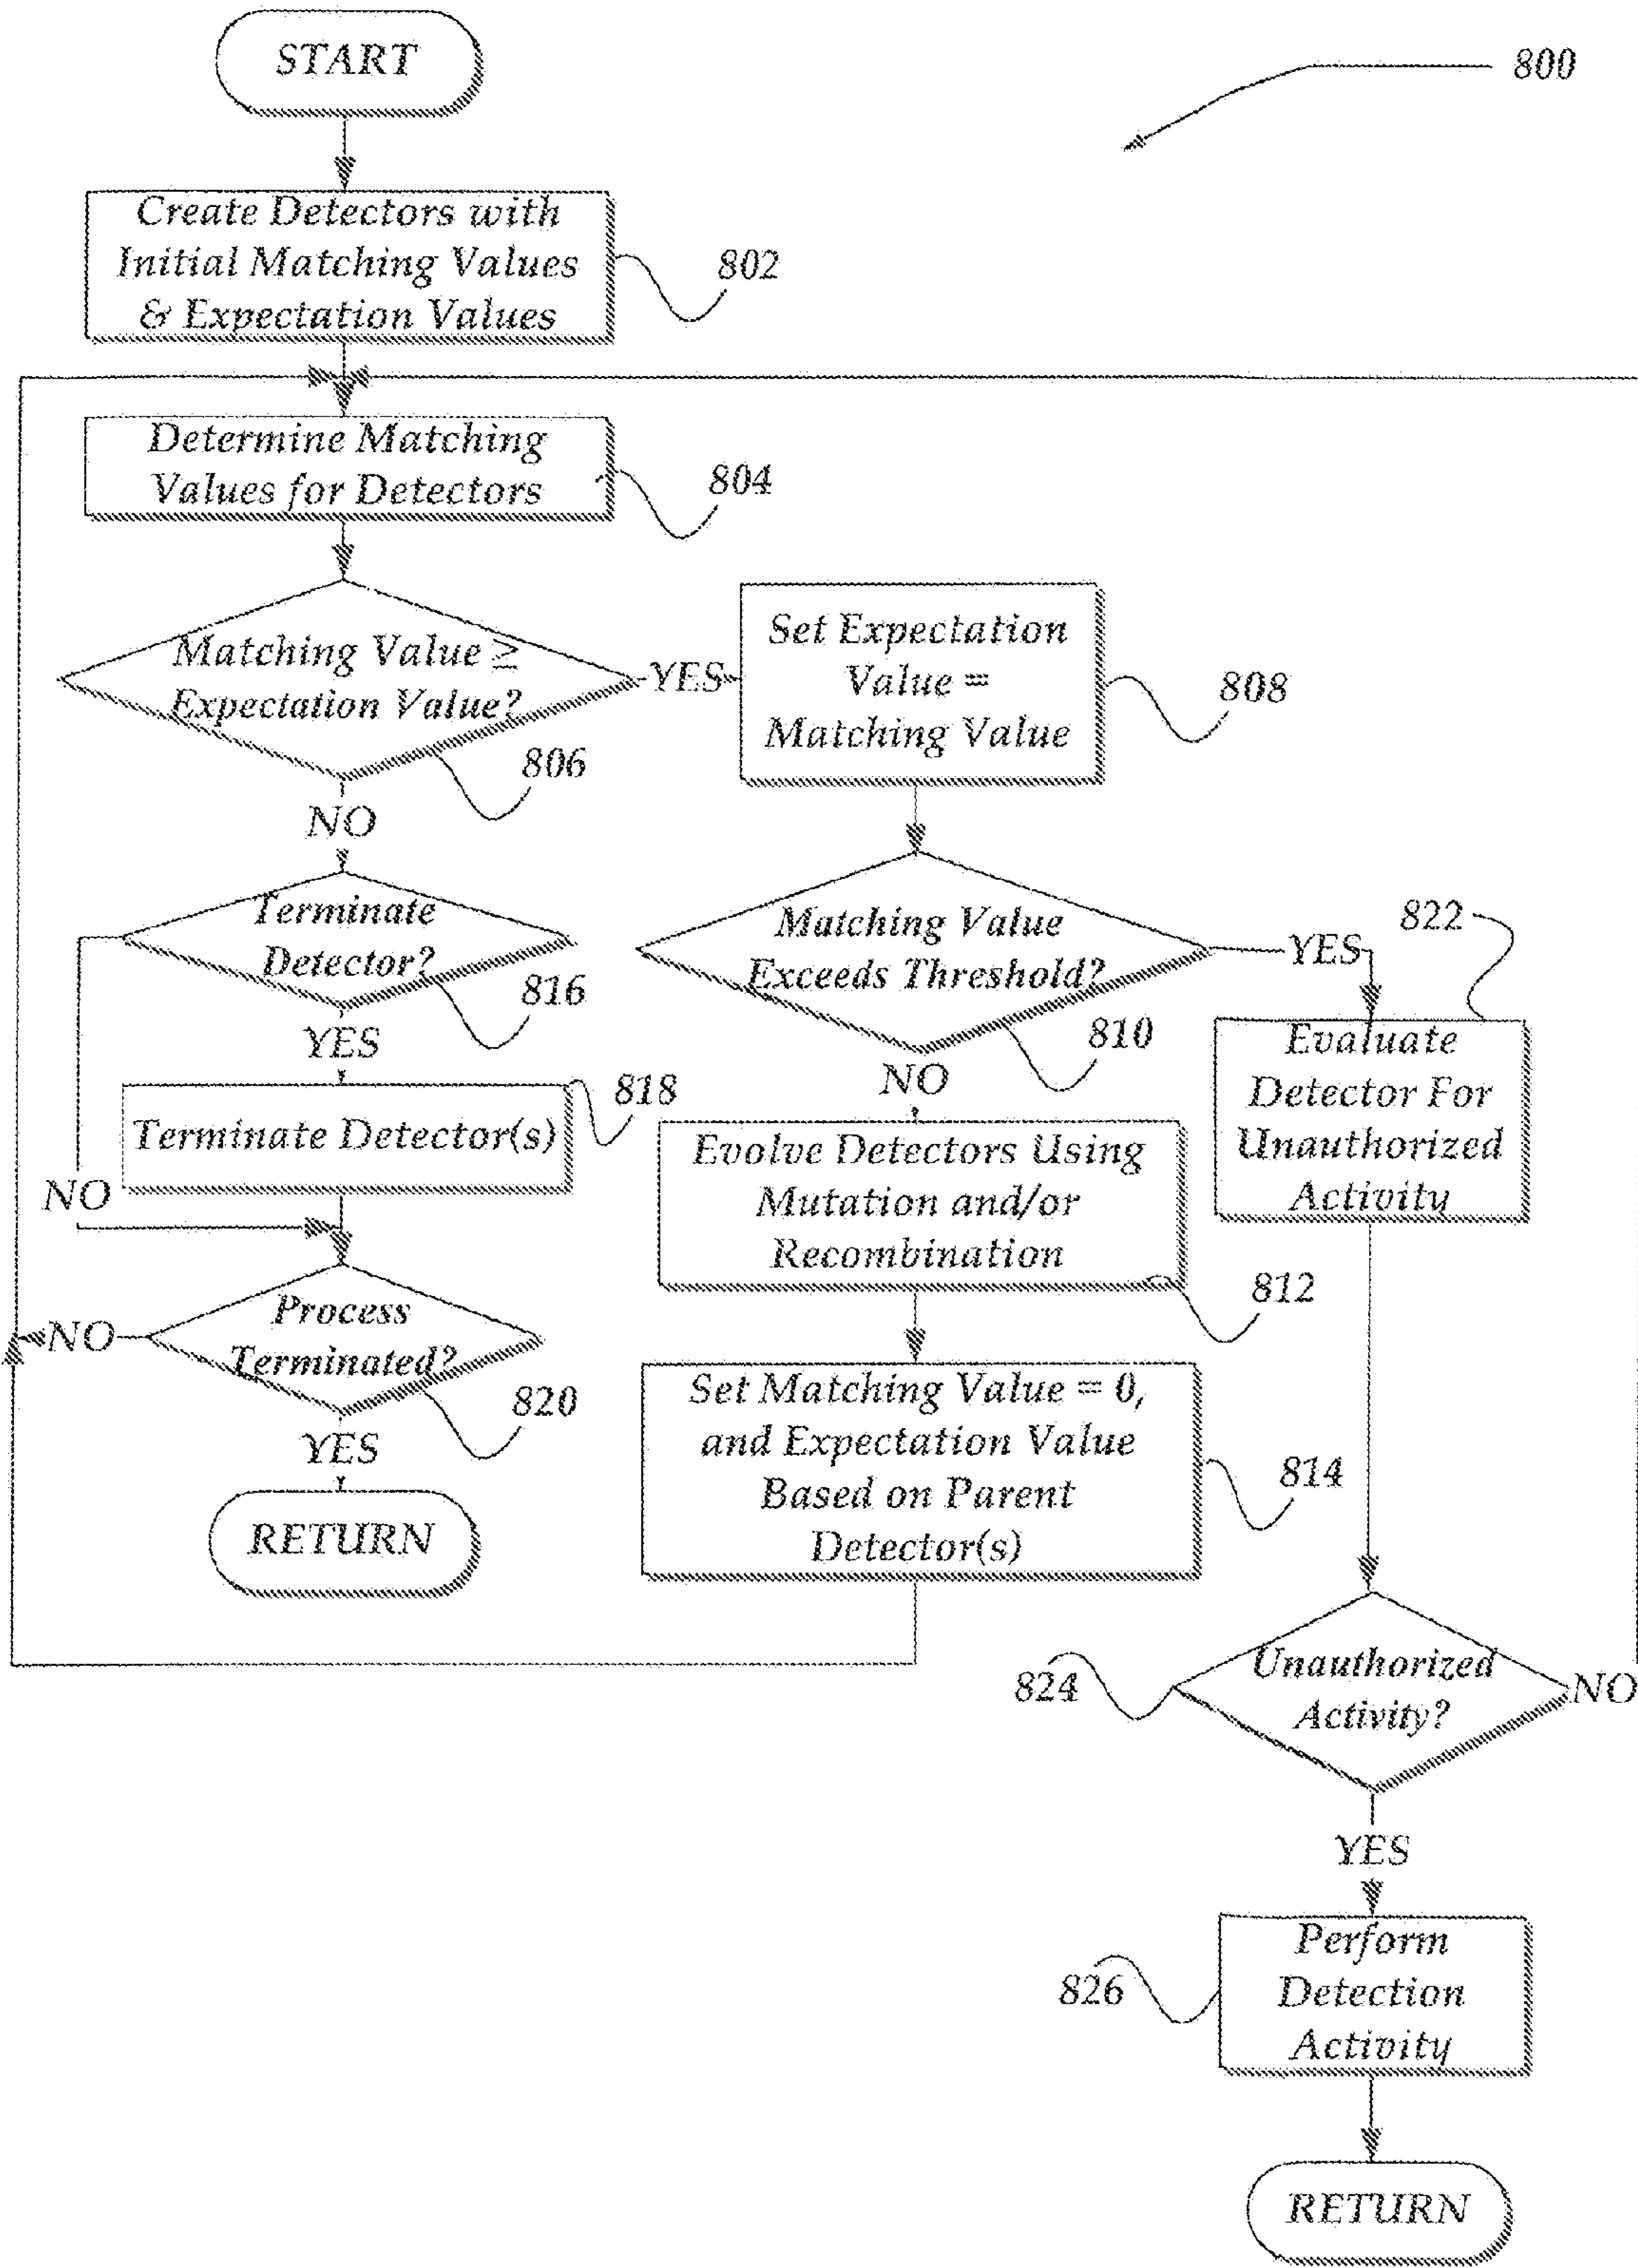 START
800
Create Detectors with
Initial Matching Values
& Expectation Values
802
Determine Matching
Values for Detectors
804
Matching Value ≥
Expectation Value?
806
YES
Set Expectation
Value =
Matching Value
808
NO
Terminate
Detector?
816
YES
NO
Terminate Detector(s)
818
Process
Terminated?
820
NO
YES
RETURN
Matching Value
Exceeds Threshold?
810
YES
NO
Evolve Detectors Using
Mutation and/or
Recombination
812
Set Matching Value = 0,
and Expectation Value
Based on Parent
Detector(s)
814
822
Evaluate
Detector For
Unauthorized
Activity
824
Unauthorized
Activity?
NO
YES
Perform
Detection
Activity
826
RETURN